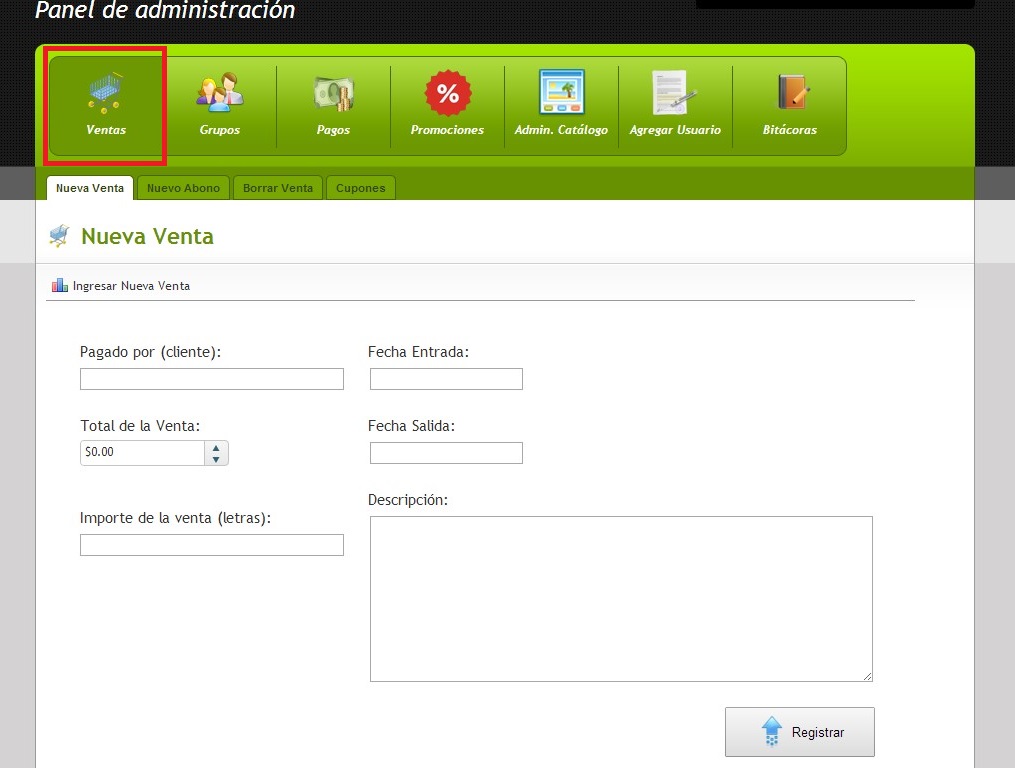 Panel de administración
Ventas
Grupos
Pagos
%
Promociones
Admin. Catálogo
Agregar Usuario
Bitácoras
Nueva Venta
Nuevo Abono
Borrar Venta
Cupones
Nueva Venta
Ingresar Nueva Venta
Pagado por (cliente):
Fecha Entrada:
Total de la Venta:
Fecha Salida:
$0.00
Descripción:
Importe de la venta (letras):
Registrar